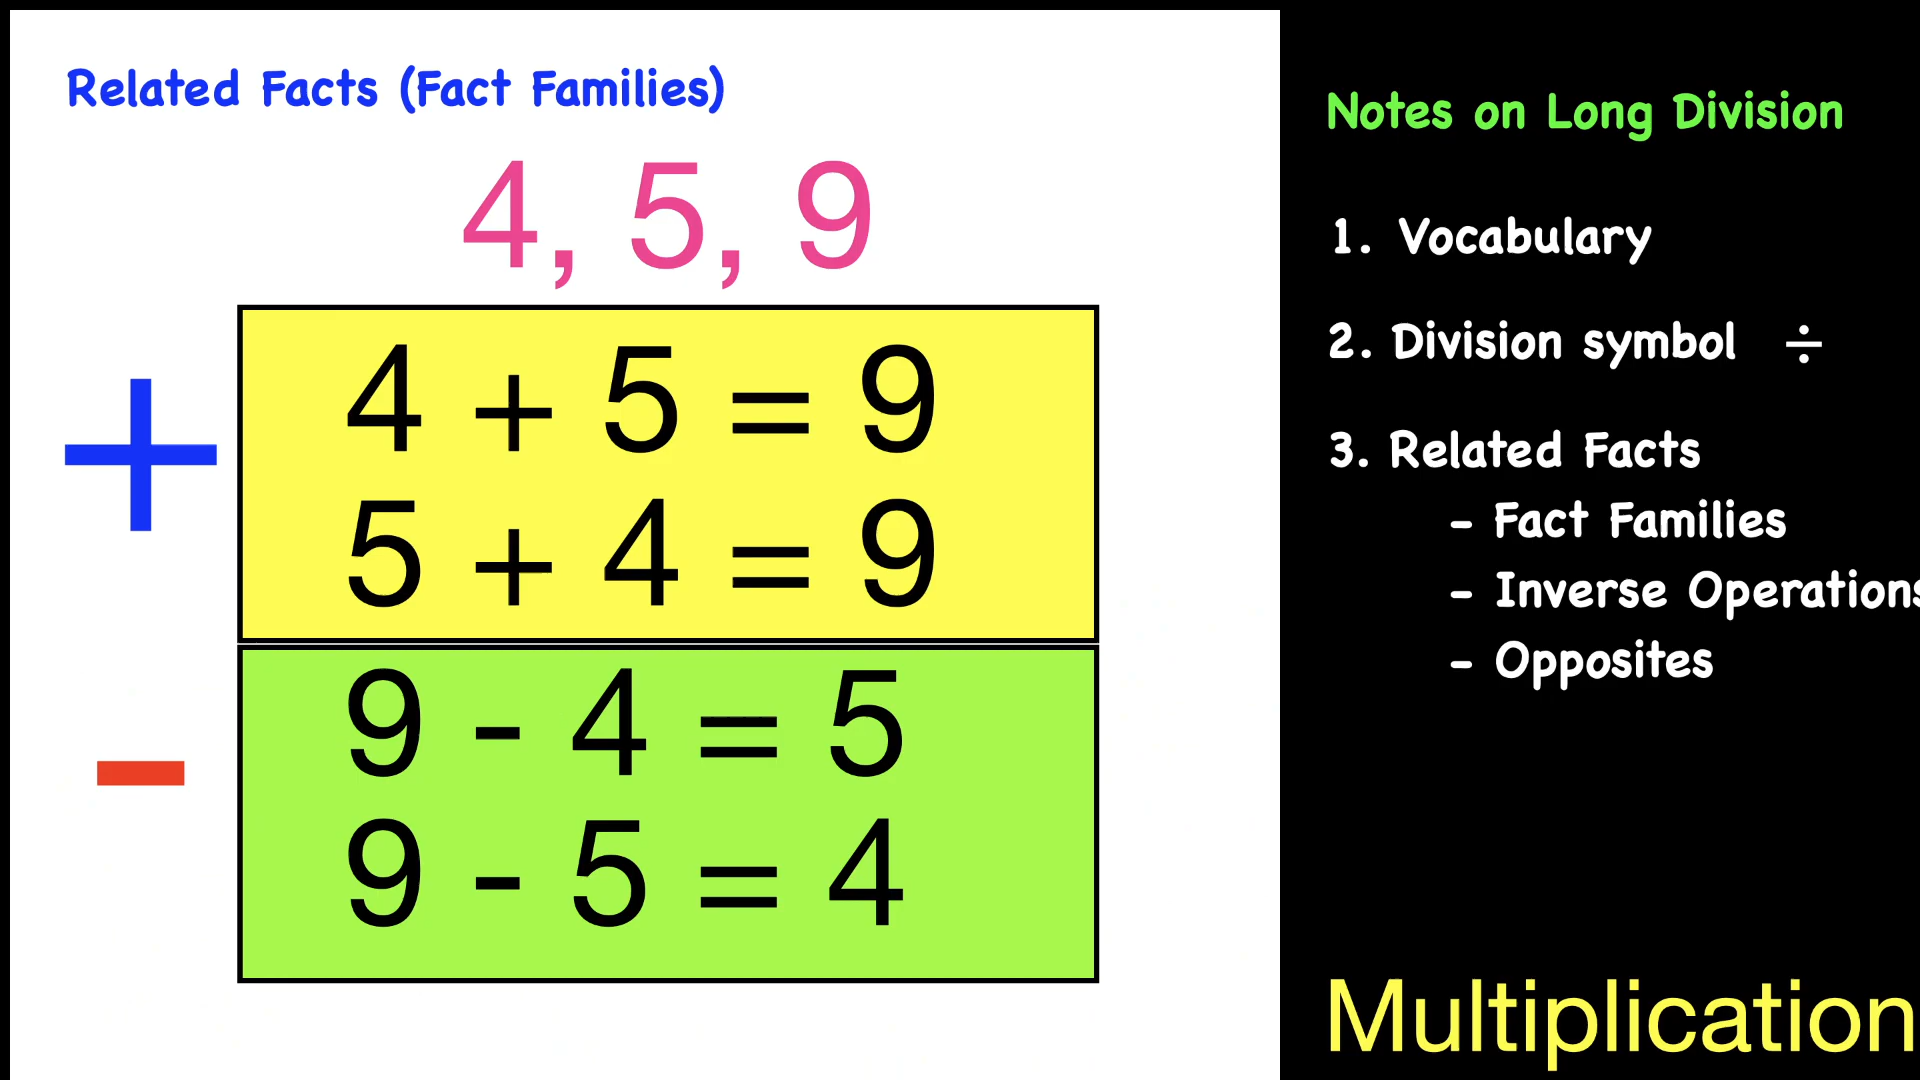 Related Facts (Fact Families)
4, 5, 9
+
4 + 5 = 9
5 + 4 = 9
-
9 - 4 = 5
9 - 5 = 4
Notes on Long Division
1. Vocabulary
2. Division symbol ÷
3. Related Facts
- Fact Families
- Inverse Operations
- Opposites
Multiplication